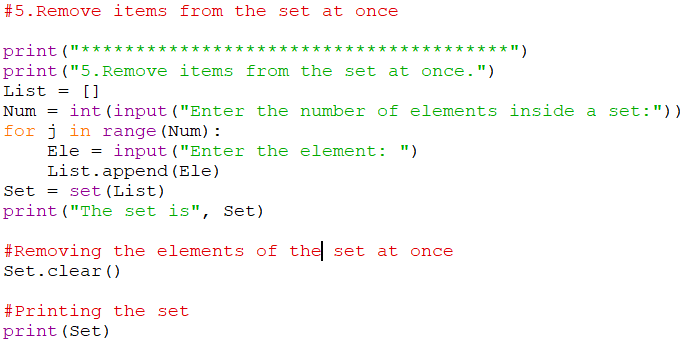 #5.Remove items from the set at once
print("****************************************")
print("5.Remove items from the set at once.")
List = []
Num = int(input("Enter the number of elements inside a set:"))
for j in range(Num):
    Ele = input("Enter the element: ")
    List.append(Ele)
Set = set(List)
print("The set is", Set)
#Removing the elements of the set at once
Set.clear()
#Printing the set
print(Set)